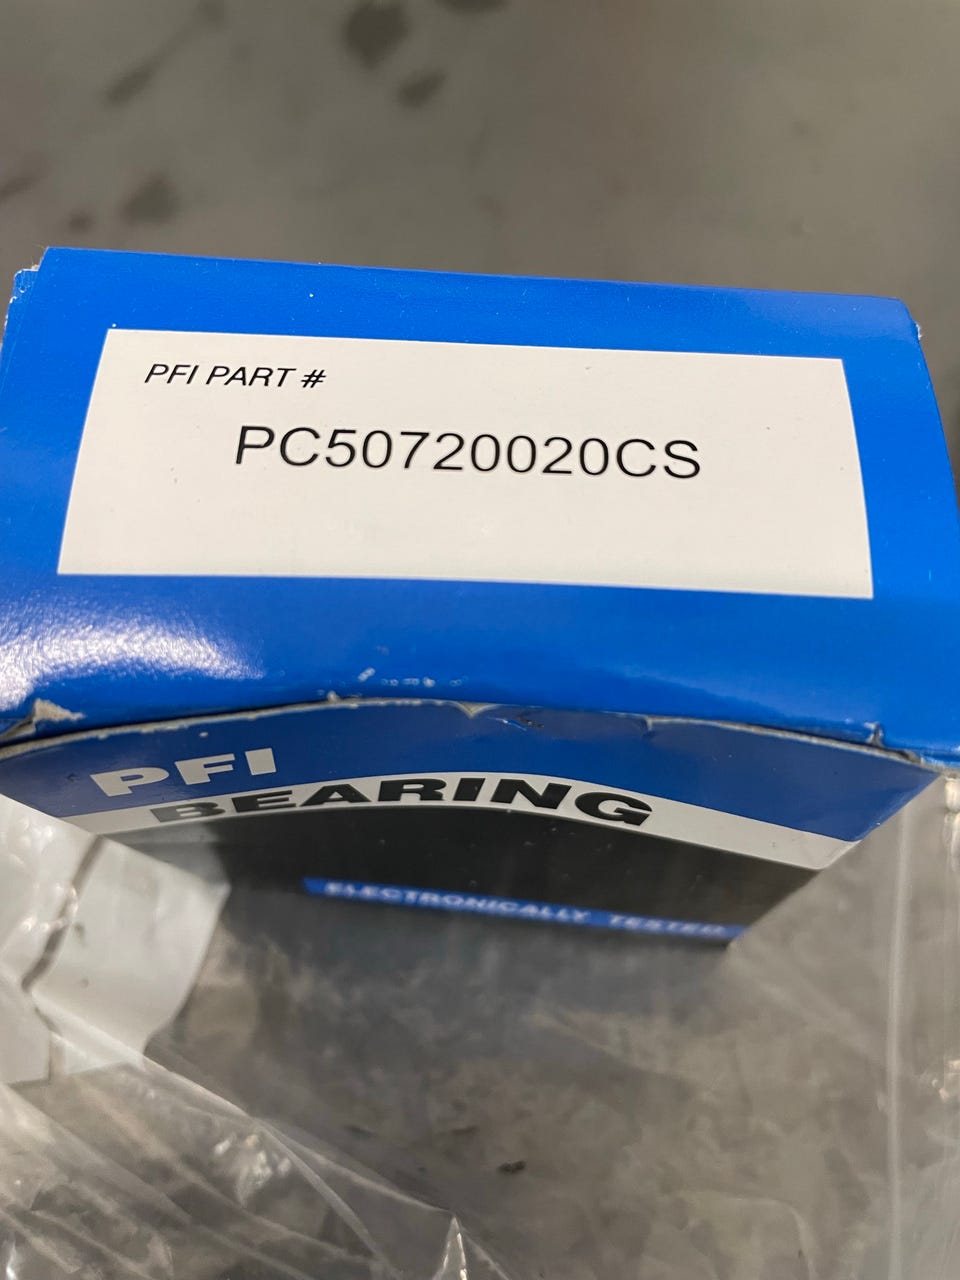 PFI PART #
PC50720020CS
PFI
BEARING
ELECTRONICALLY TESTED